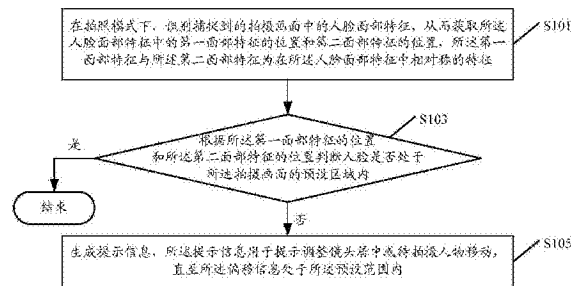 在拍照模式下，识别捕捉到的拍摄画面中的人脸面部特征，从而获取所述
人脸面部特征中的第一面部特征的位置和第二面部特征的位置，所述第一
面部特征与所述第二面部特征为在所述人脸面部特征中相对称的特征
S101
S103
根据所述第一面部特征的位置
和所述第二面部特征的位置判断人脸是否处于
所述拍摄画面的预设区域内
是
结束
否
生成提示信息，所述提示信息用于提示调整镜头居中或待拍摄人物移动，
直至所述偏移信息处于所述预设范围内
S105